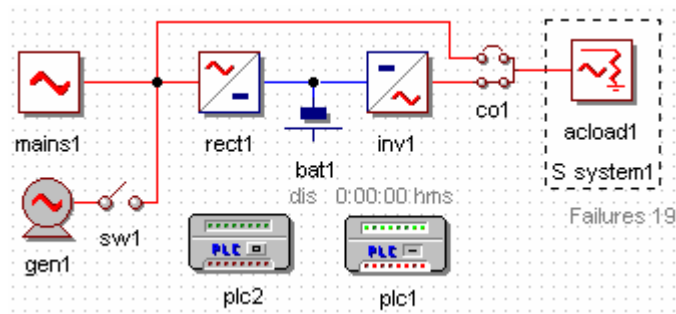 mains1
rect1
inv1
co1
acload1
bat1
S system1
dis 0:00:00 hms
Failures 19
gen1
sw1
PLC
plc2
PLC
plc1